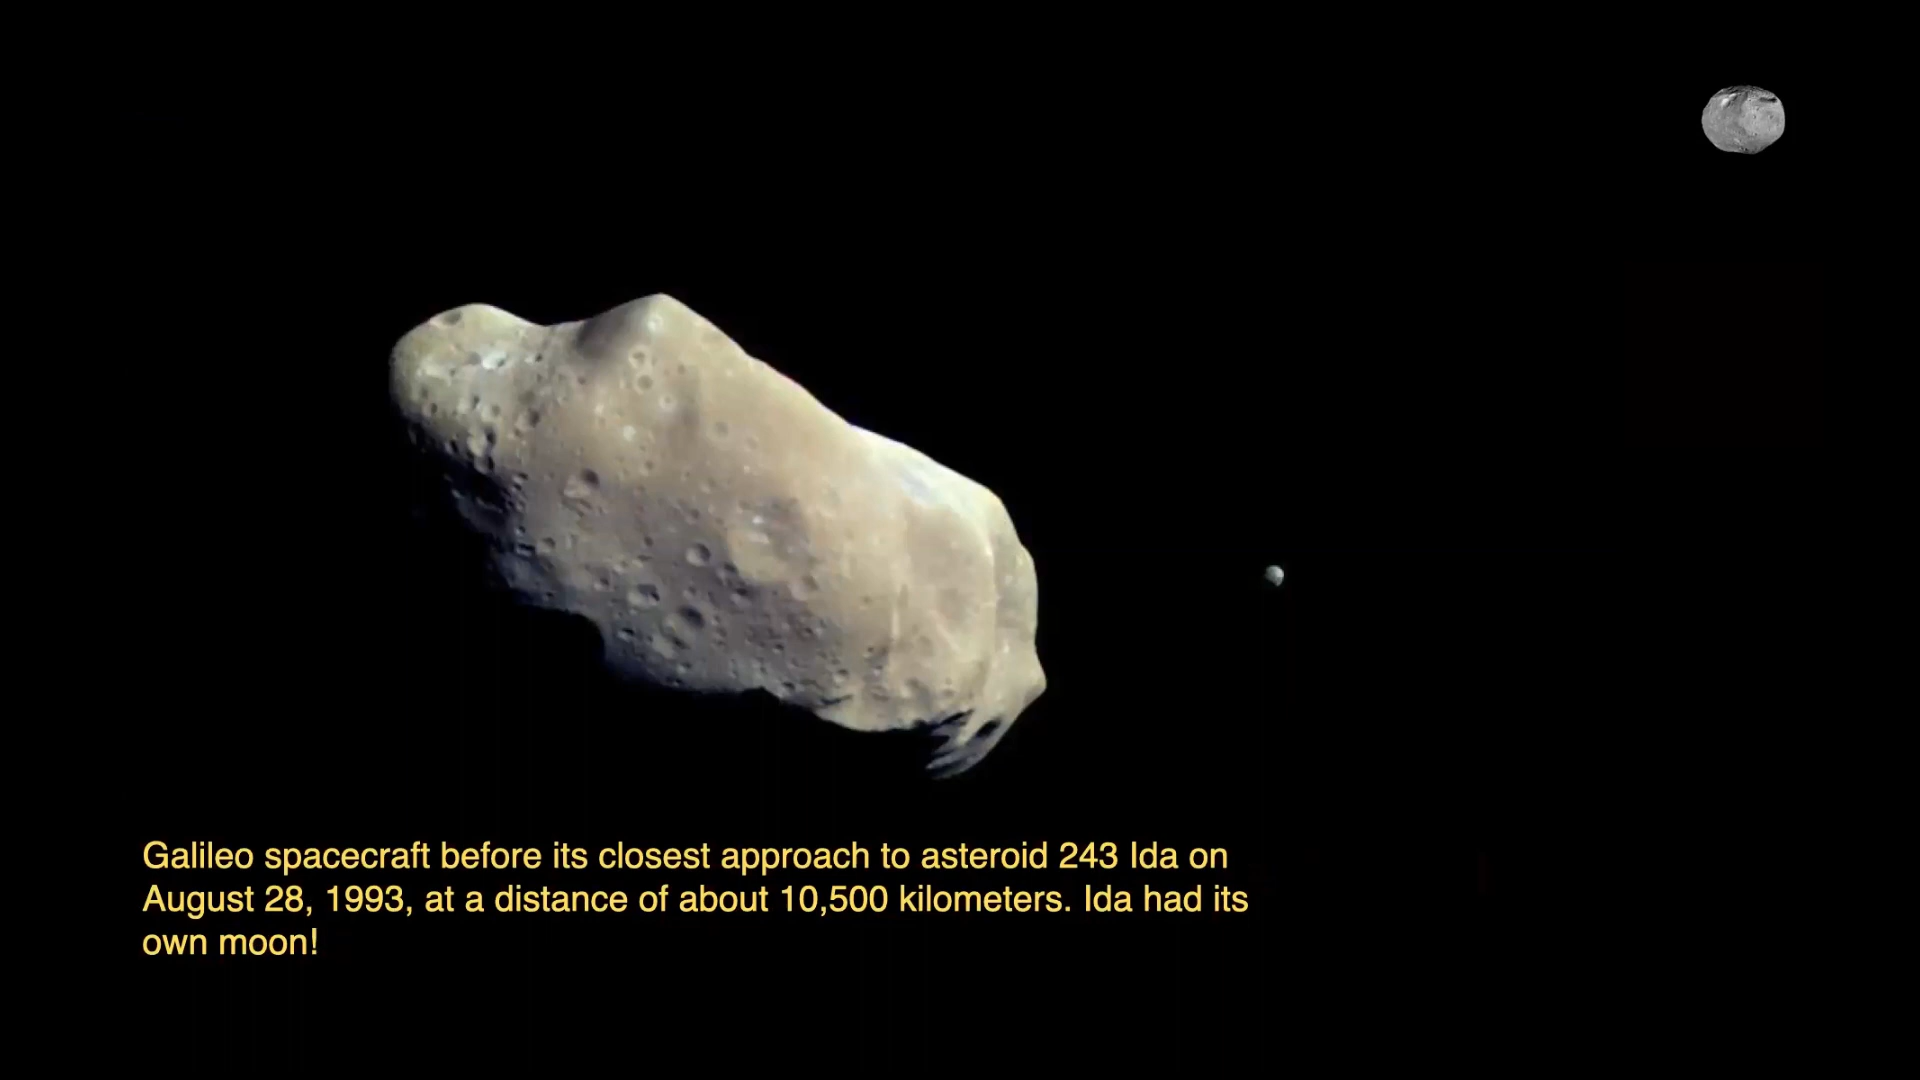 Galileo spacecraft before its closest approach to asteroid 243 Ida on
August 28, 1993, at a distance of about 10,500 kilometers. Ida had its
own moon!